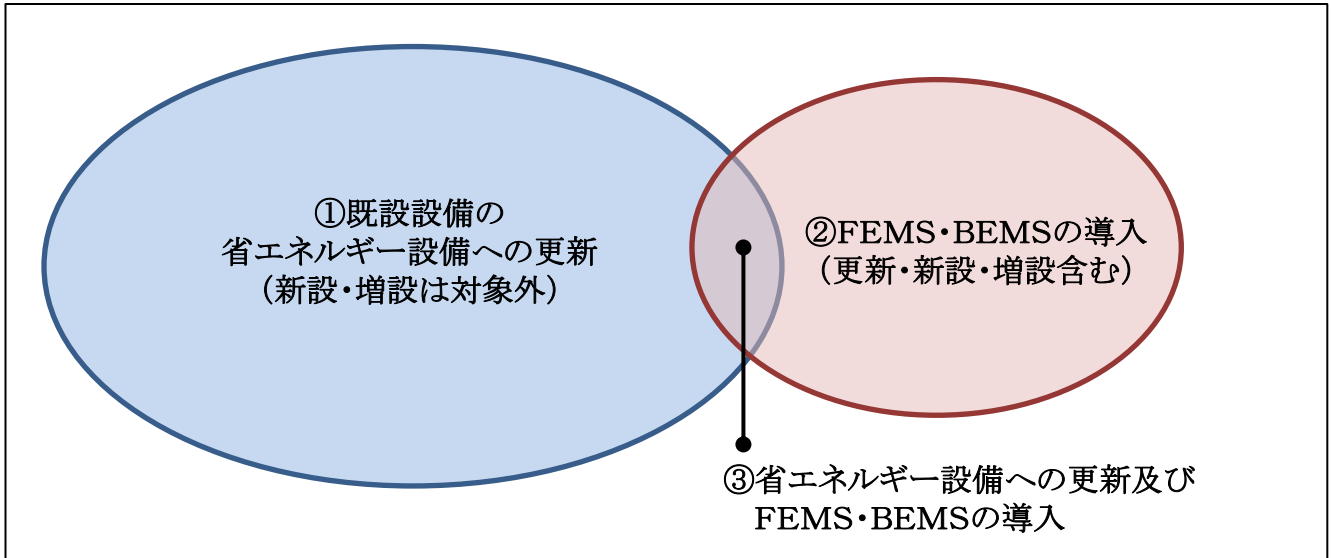 ①既設設備の
省エネルギー設備への更新
（新設・増設は対象外）
②FEMS・BEMSの導入
（更新・新設・増設含む）
③省エネルギー設備への更新及び
FEMS・BEMSの導入